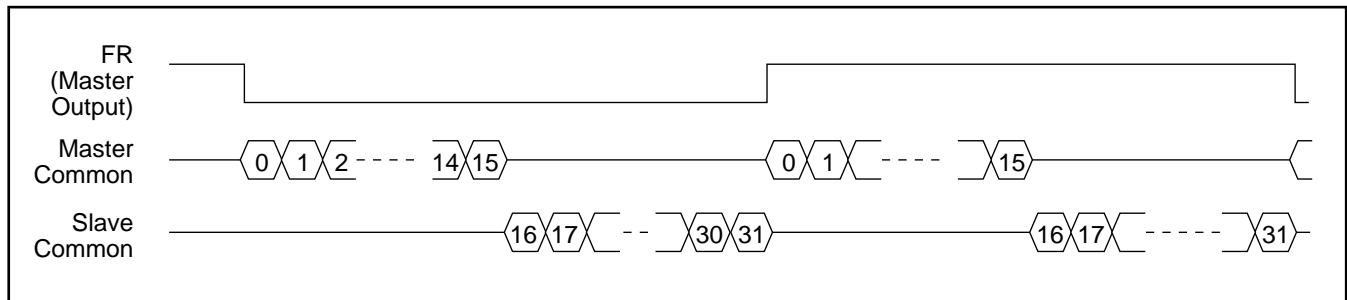 FR
(Master
Output)
Master
Common
0 1 2 14 15 0 1 15
Slave
Common
16 17 30 31 16 17 31